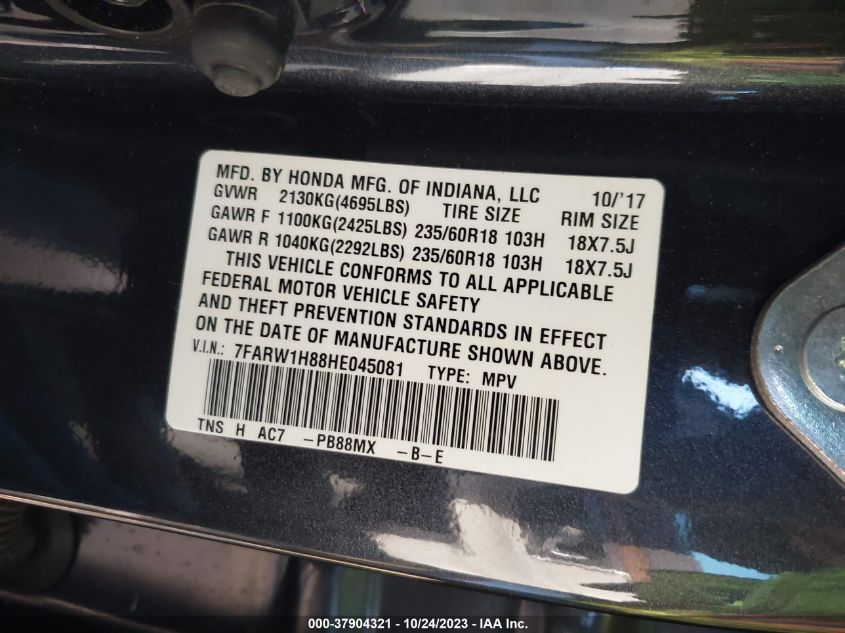 MFD. BY HONDA MFG. OF INDIANA, LLC 10/'17
GVWR 2130KG(4695LBS) TIRE SIZE RIM SIZE
GAWR F 1100KG(2425LBS) 235/60R18 103H 18X7.5J
GAWR R 1040KG(2292LBS) 235/60R18 103H 18X7.5J
THIS VEHICLE CONFORMS TO ALL APPLICABLE
FEDERAL MOTOR VEHICLE SAFETY
AND THEFT PREVENTION STANDARDS IN EFFECT
ON THE DATE OF MANUFACTURE SHOWN ABOVE.
V.I.N.: 7FARW1H88HE045081 TYPE: MPV
TNS H AC7 -PB88MX -B-E
000-37904321 - 10/24/2023 - IAA Inc.